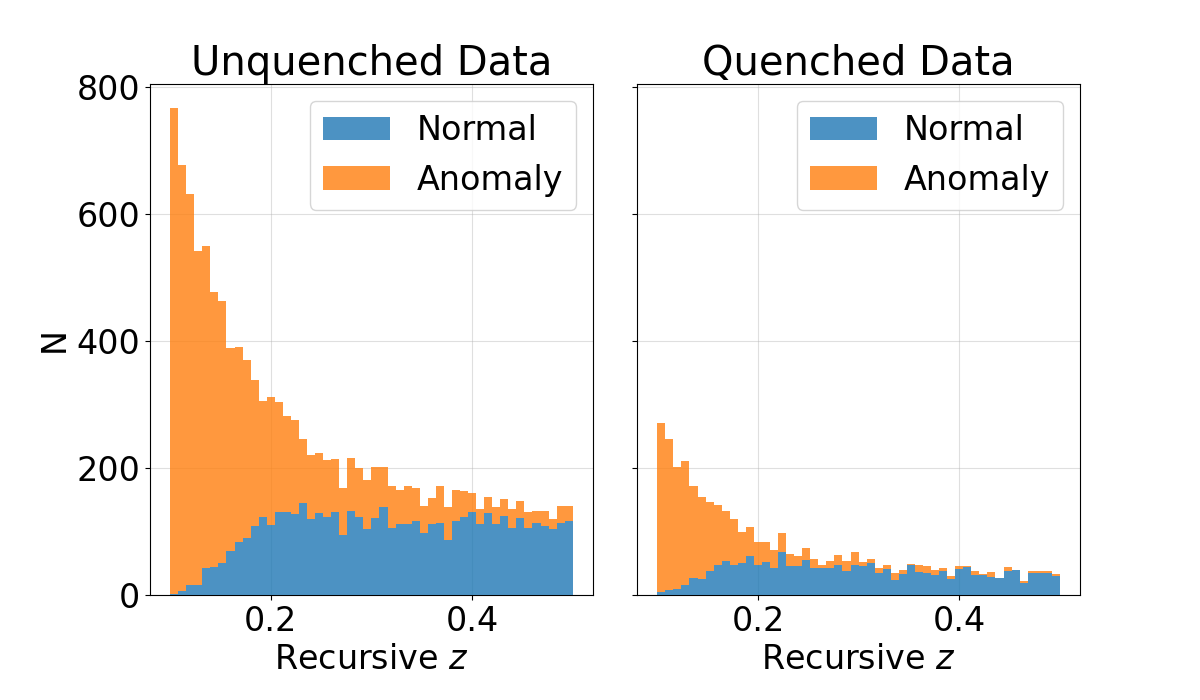 Unquenched Data
Quenched Data
Normal
Anomaly
Normal
Anomaly
800
600
400
200
0
N
0.2
0.4
0.2
0.4
Recursive z
Recursive z